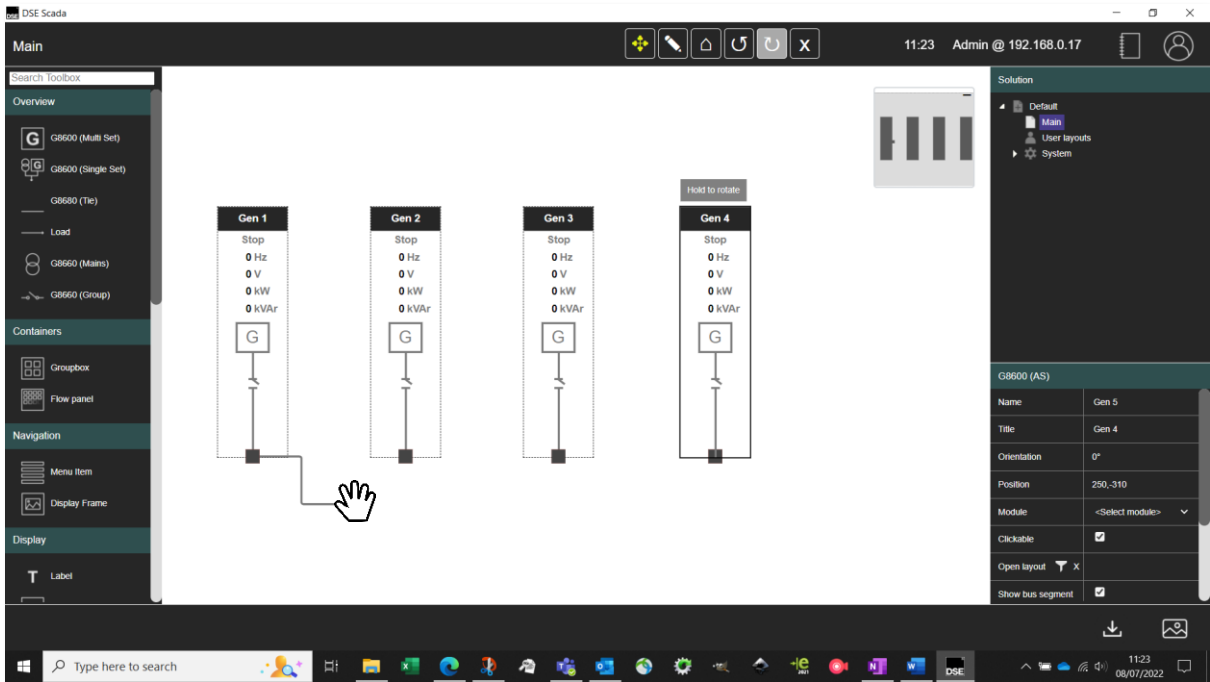 DSE DSE Scada
Main
x
11:23 Admin @ 192.168.0.17
Search Toolbox
Overview
G G8600 (Multi Set)
G G8600 (Single Set)
G8680 (Tie)
Load
G8660 (Mains)
G8660 (Group)
Containers
Groupbox
Flow panel
Navigation
Menu Item
Display Frame
Display
T Label
Hold to rotate
Gen 1
Stop
0 Hz
0 V
0 kW
0 kVAr
G
Gen 2
Stop
0 Hz
0 V
0 kW
0 kVAr
G
Gen 3
Stop
0 Hz
0 V
0 kW
0 kVAr
G
Gen 4
Stop
0 Hz
0 V
0 kW
0 kVAr
G
Solution
Default
Main
User layouts
System
G8600 (AS)
Name Gen 5
Title Gen 4
Orientation 0°
Position 250,-310
Module <Select module>
Clickable
Open layout x
Show bus segment
Type here to search
DSE
11:23
08/07/2022